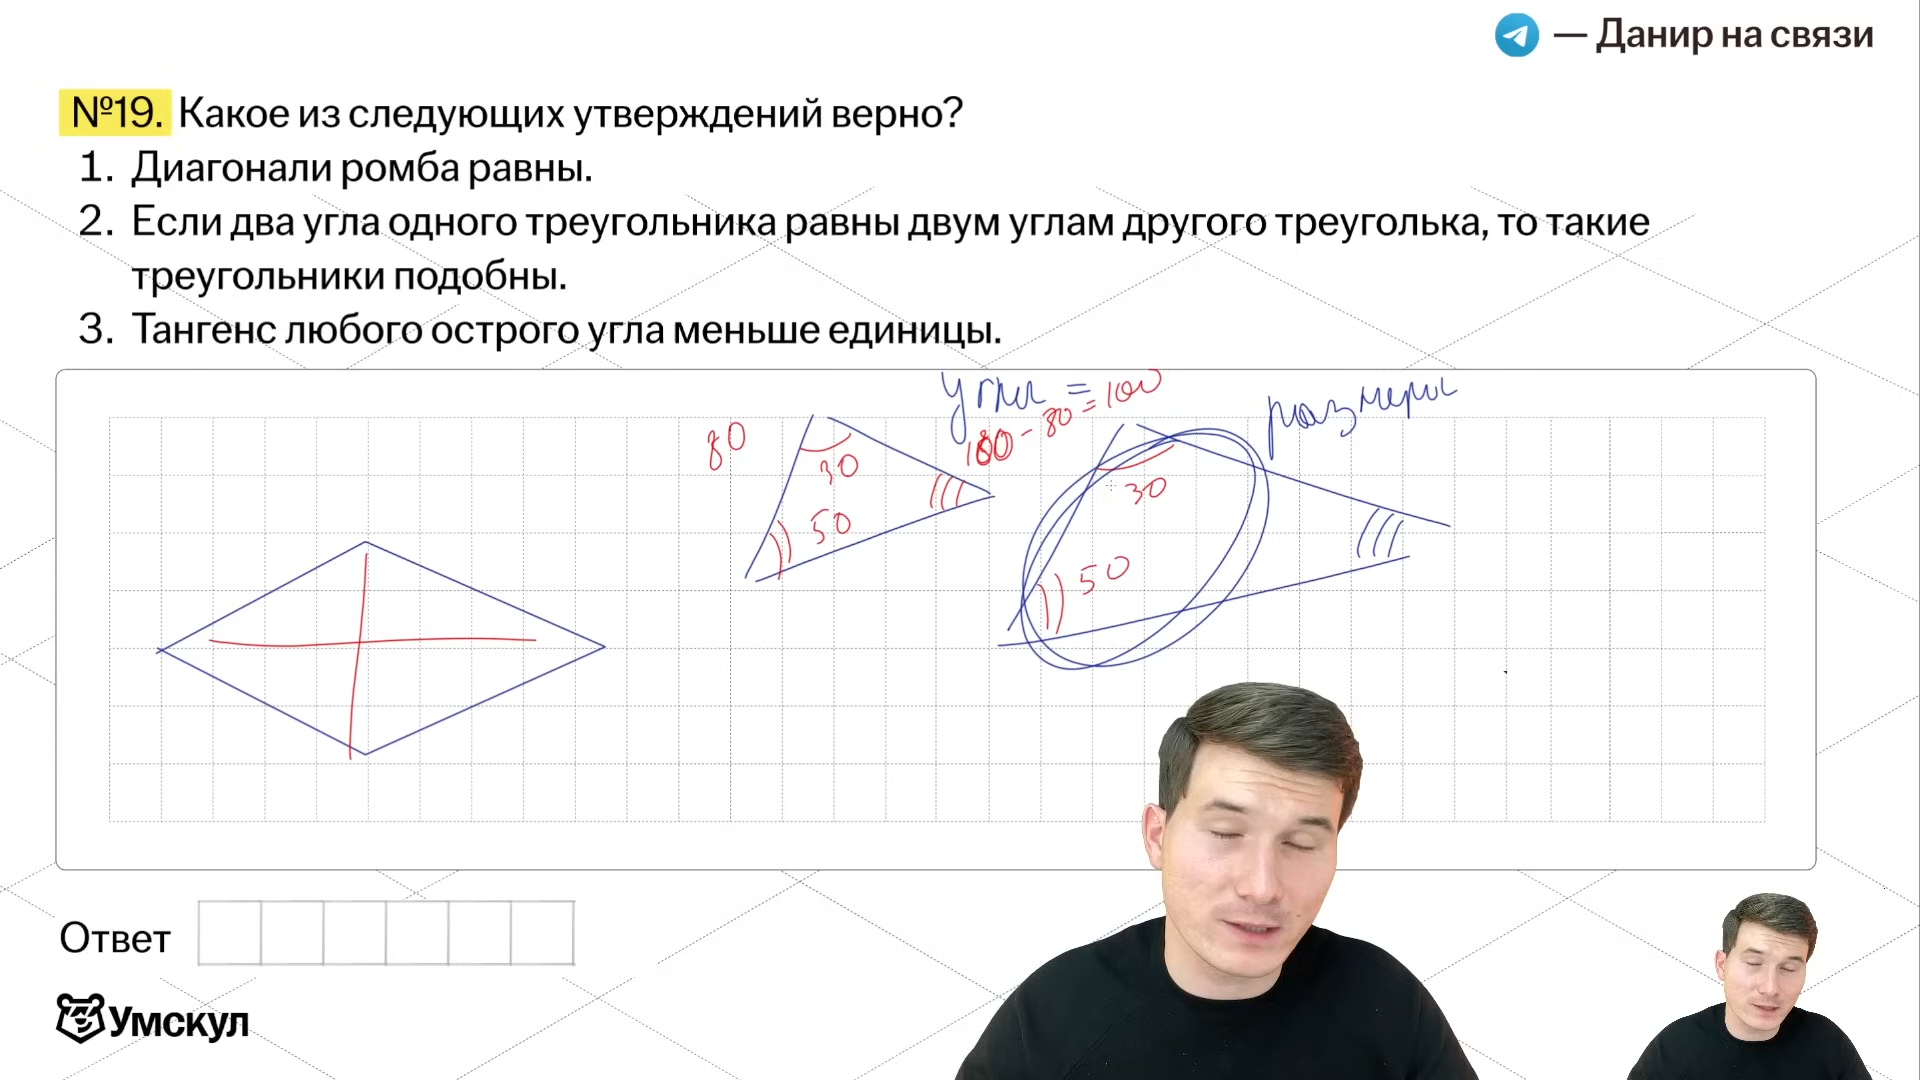 — Данир на связи
№19. Какое из следующих утверждений верно?
1. Диагонали ромба равны.
2. Если два угла одного треугольника равны двум углам другого треуголька, то такие
треугольники подобны.
3. Тангенс любого острого угла меньше единицы.
углы =
размеры
80
180 - 80 = 100
30
50
30
50
Ответ
Умскул